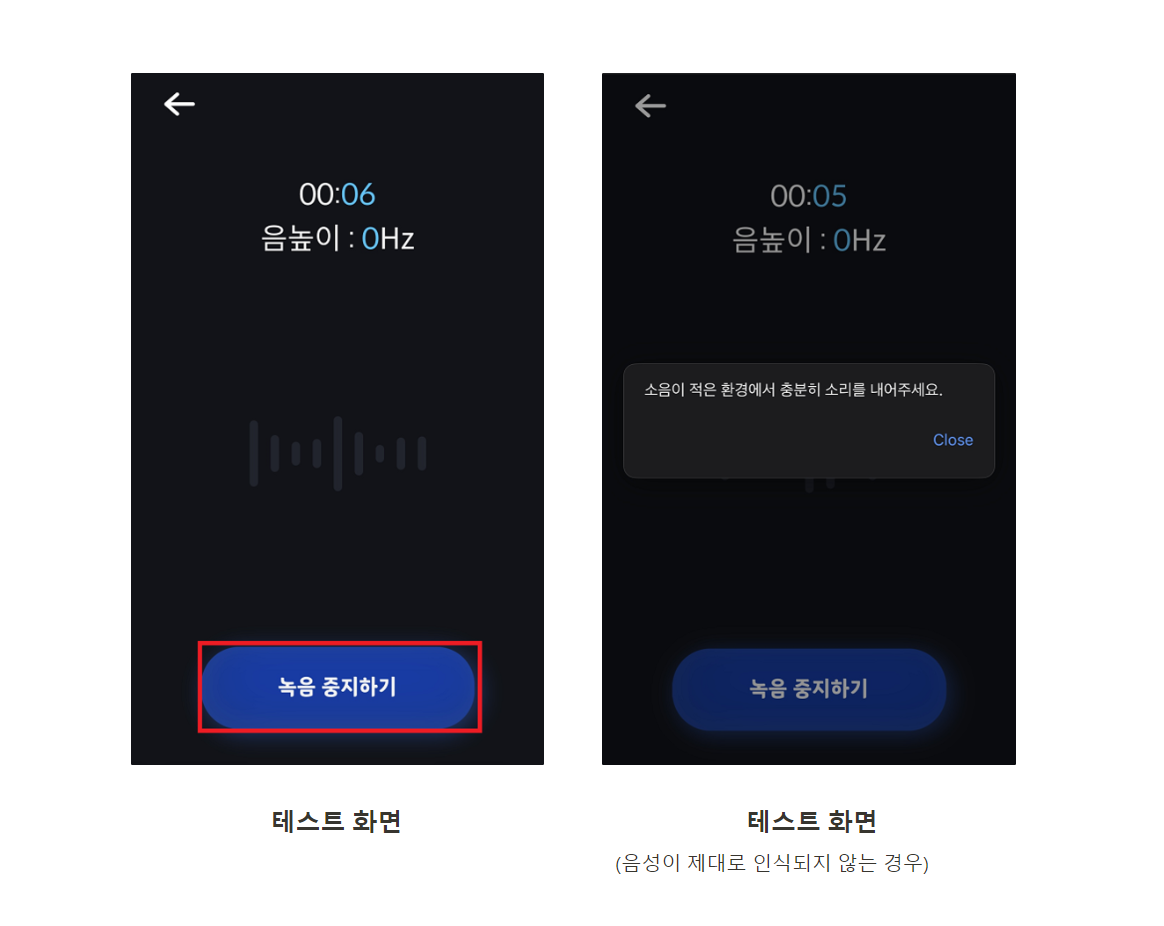 00:06
음높이 : 0Hz
녹음 중지하기
테스트 화면
00:05
음높이 : 0Hz
소음이 적은 환경에서 충분히 소리를 내어주세요.
Close
녹음 중지하기
테스트 화면
(음성이 제대로 인식되지 않는 경우)